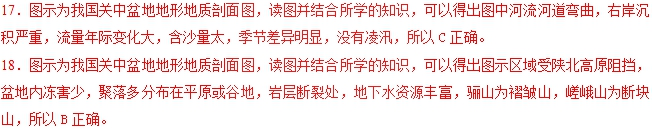 17．图示为我国关中盆地地形地质剖面图，读图并结合所学的知识，可以得出图中河流河道弯曲，右岸沉
积严重，流量年际变化大，含沙量太，季节差异明显，没有凌汛，所以 C 正确。
18．图示为我国关中盆地地形地质剖面图，读图并结合所学的知识，可以得出图示区域受陕北高原阻挡，
盆地内冻害少，聚落多分布在平原或谷地，岩层断裂处，地下水资源丰富，骊山为褶皱山，嵯峨山为断块
山，所以 B 正确。